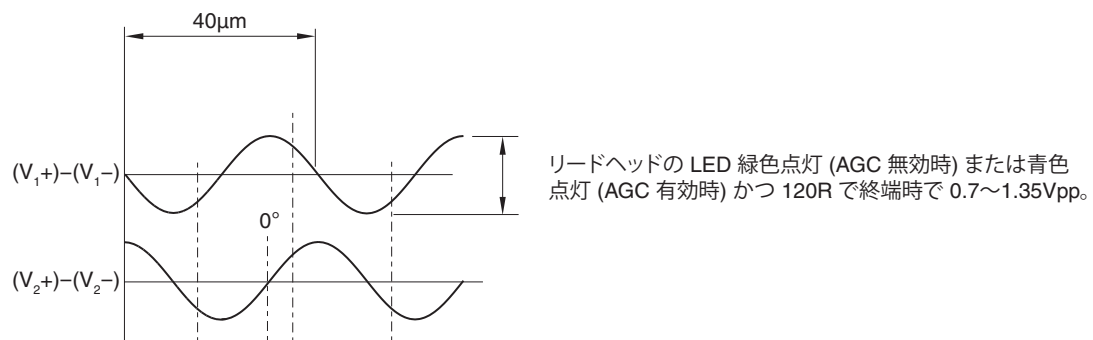 40µm
(V1+)–(V1–)
リードヘッドの LED 緑色点灯 (AGC 無効時) または青色
点灯 (AGC 有効時) かつ 120R で終端時で 0.7〜1.35Vpp。
0°
(V2+)–(V2–)